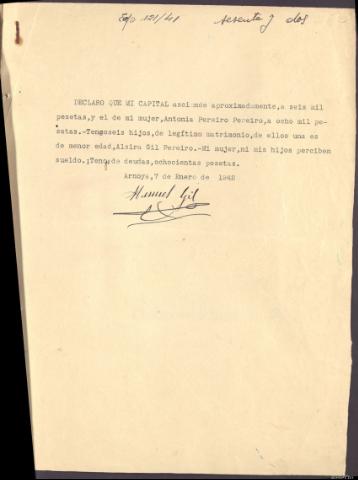 Exp 121/41 sesenta y dos
DECLARO QUE MI CAPITAL asciende aproximadamente,a seis mil
pesetas,y el de mi mujer,Antonia Pereiro Pereiro,a ocho mil pe-
setas.-Tengo seis hijos,de legítimo matrimonio,de ellos una es
de menor edad,Alsira Gil Pereiro.-Mi mujer,ni mis hijos perciben
sueldo.¡Tengo de deudas,ochocientas pesetas.
Arnoya,7 de Enero de 1942
Manuel Gil